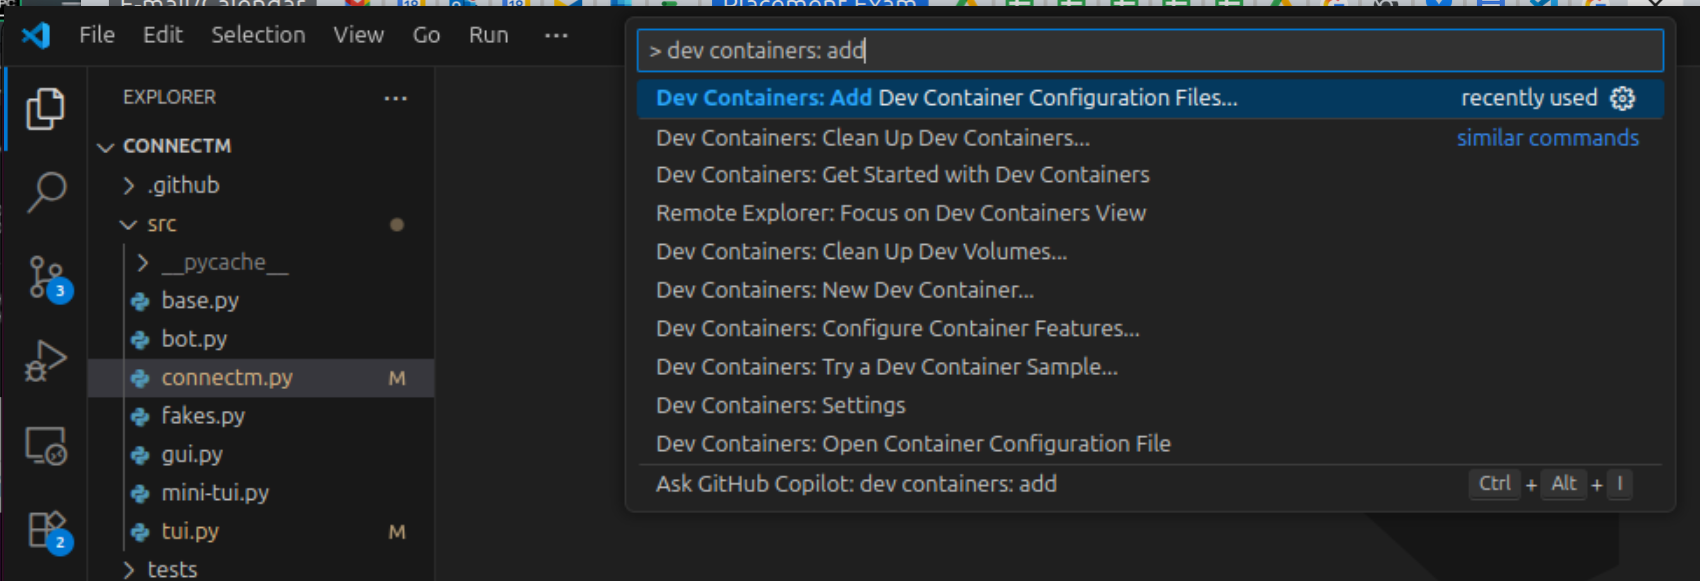 E-mail/Calendar
Placement Exam
File Edit Selection View Go Run ...
> dev containers: add
Dev Containers: Add Dev Container Configuration Files... recently used
Dev Containers: Clean Up Dev Containers... similar commands
Dev Containers: Get Started with Dev Containers
Remote Explorer: Focus on Dev Containers View
Dev Containers: Clean Up Dev Volumes...
Dev Containers: New Dev Container...
Dev Containers: Configure Container Features...
Dev Containers: Try a Dev Container Sample...
Dev Containers: Settings
Dev Containers: Open Container Configuration File
Ask GitHub Copilot: dev containers: add Ctrl + Alt + I
EXPLORER ...
CONNECTM
.github
src
__pycache__
base.py
bot.py
connectm.py M
fakes.py
gui.py
mini-tui.py
tui.py M
tests
3
2